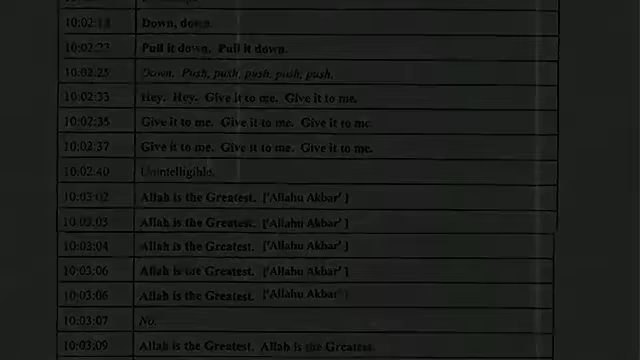 10:02:18 Down, down.
10:02:23 Pull it down. Pull it down.
10:02:25 Down. Push, push, push, push, push.
10:02:33 Hey. Hey. Give it to me. Give it to me.
10:02:35 Give it to me. Give it to me. Give it to me.
10:02:37 Give it to me. Give it to me. Give it to me.
10:02:40 Unintelligible.
10:03:02 Allah is the Greatest. ['Allahu Akbar']
10:03:03 Allah is the Greatest. ['Allahu Akbar']
10:03:04 Allah is the Greatest. ['Allahu Akbar']
10:03:06 Allah is the Greatest. ['Allahu Akbar']
10:03:06 Allah is the Greatest. ['Allahu Akbar']
10:03:07 No.
10:03:09 Allah is the Greatest. Allah is the Greatest.